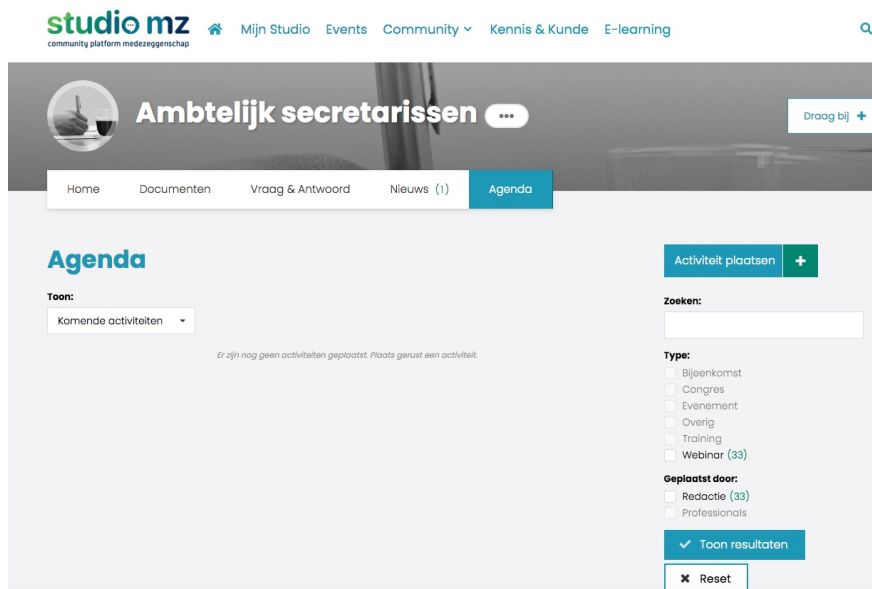 studio mz
community platform medezeggenschap
Mijn Studio Events Community Kennis & Kunde E-learning
Ambtelijk secretarissen
Draag bij +
Home Documenten Vraag & Antwoord Nieuws (1) Agenda
Agenda
Activiteit plaatsen +
Toon:
Komende activiteiten
Er zijn nog geen activiteiten geplaatst. Plaats gerust een activiteit.
Zoeken:
Type:
Bijeenkomst
Congres
Evenement
Overig
Training
Webinar (33)
Geplaatst door:
Redactie (33)
Professionals
Toon resultaten
Reset